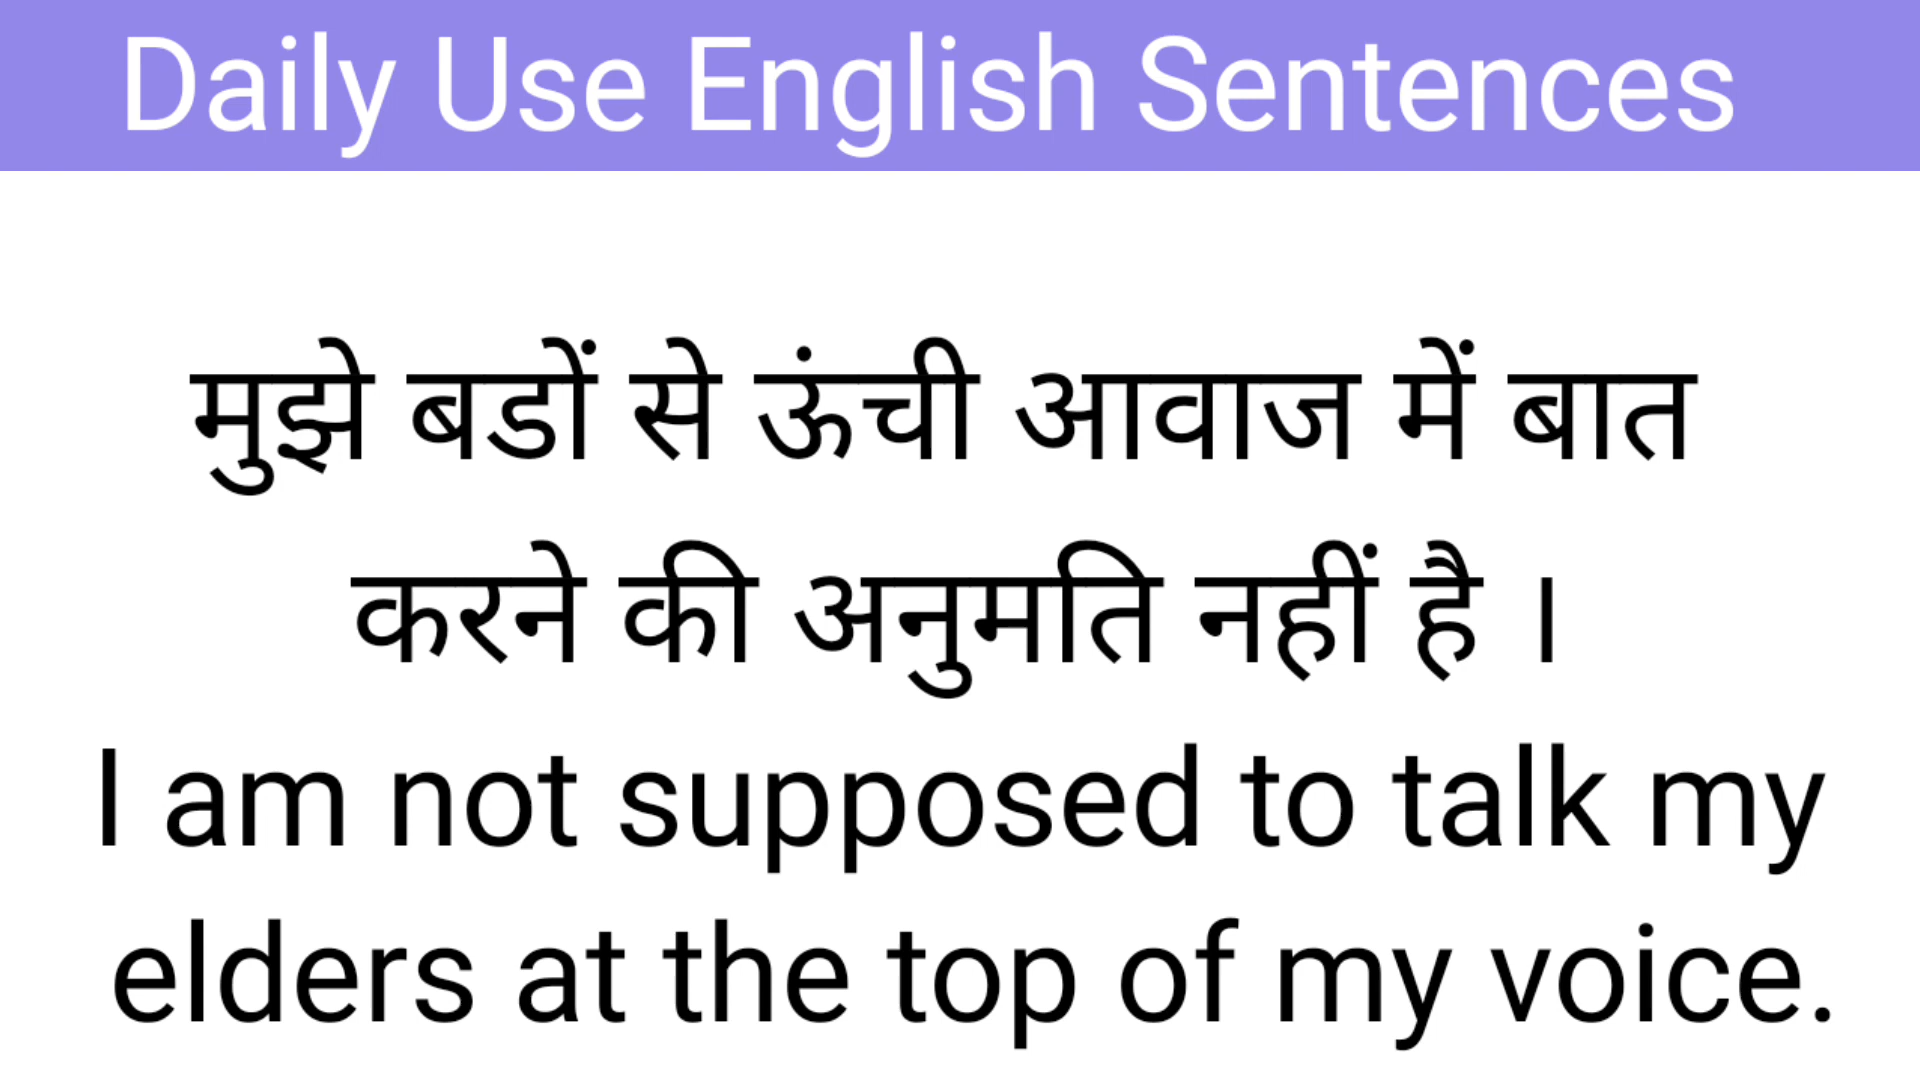 Daily Use English Sentences
मुझे बडों से ऊंची आवाज में बात
करने की अनुमति नहीं है ।
I am not supposed to talk my
elders at the top of my voice.